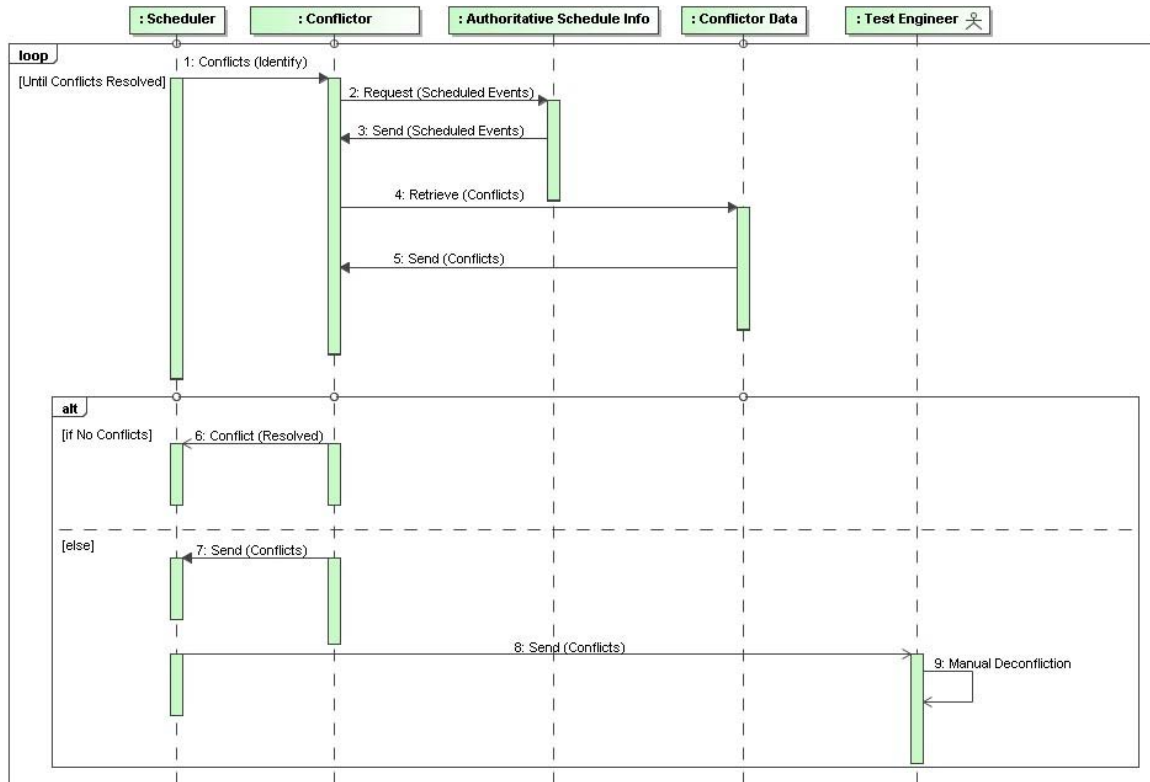 : Scheduler
: Conflictor
: Authoritative Schedule Info
: Conflictor Data
: Test Engineer
loop
[Until Conflicts Resolved]
1: Conflicts (Identify)
2: Request (Scheduled Events)
3: Send (Scheduled Events)
4: Retrieve (Conflicts)
5: Send (Conflicts)
alt
[if No Conflicts]
6: Conflict (Resolved)
[else]
7: Send (Conflicts)
8: Send (Conflicts)
9: Manual Deconfliction